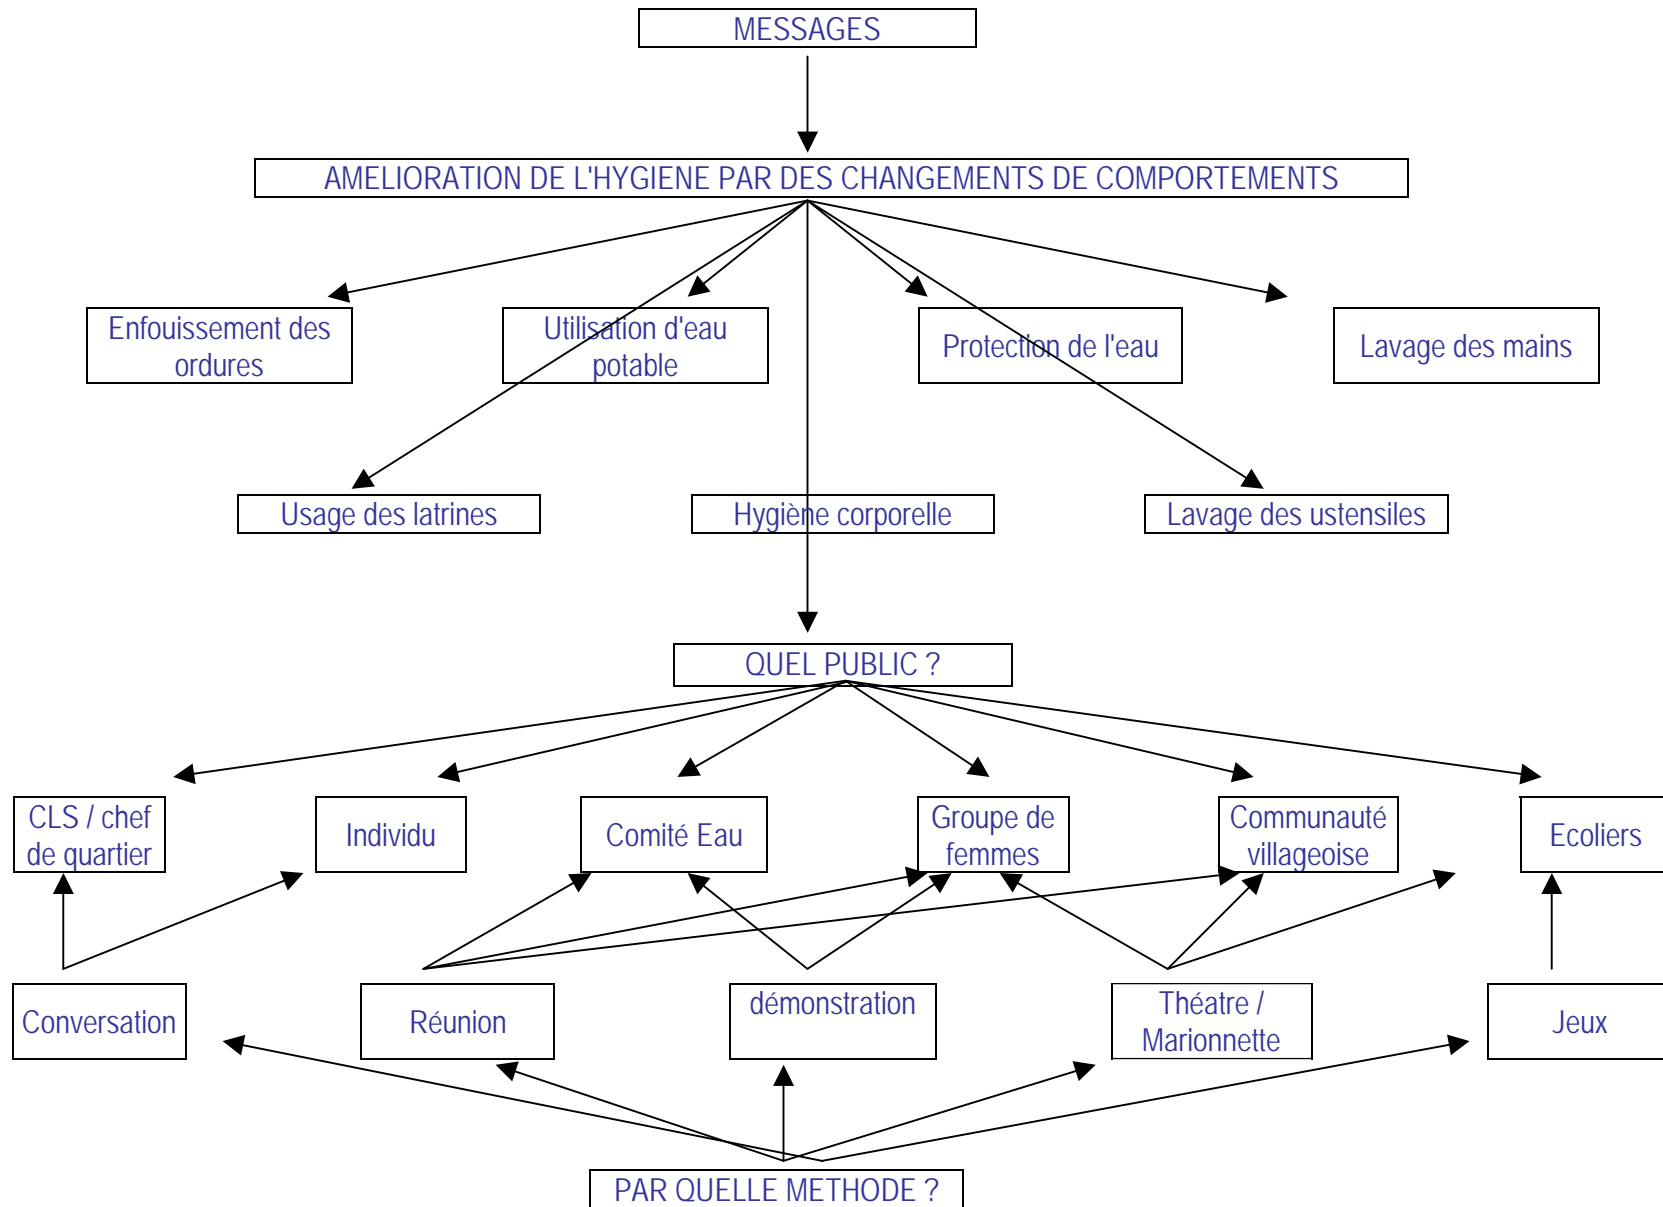 MESSAGES
AMELIORATION DE L'HYGIENE PAR DES CHANGEMENTS DE COMPORTEMENTS
Enfouissement des
ordures
Utilisation d'eau
potable
Protection de l'eau
Lavage des mains
Usage des latrines
Hygiène corporelle
Lavage des ustensiles
QUEL PUBLIC ?
CLS / chef
de quartier
Individu
Comité Eau
Groupe de
femmes
Communauté
villageoise
Ecoliers
Conversation
Réunion
démonstration
Théatre /
Marionnette
Jeux
PAR QUELLE METHODE ?